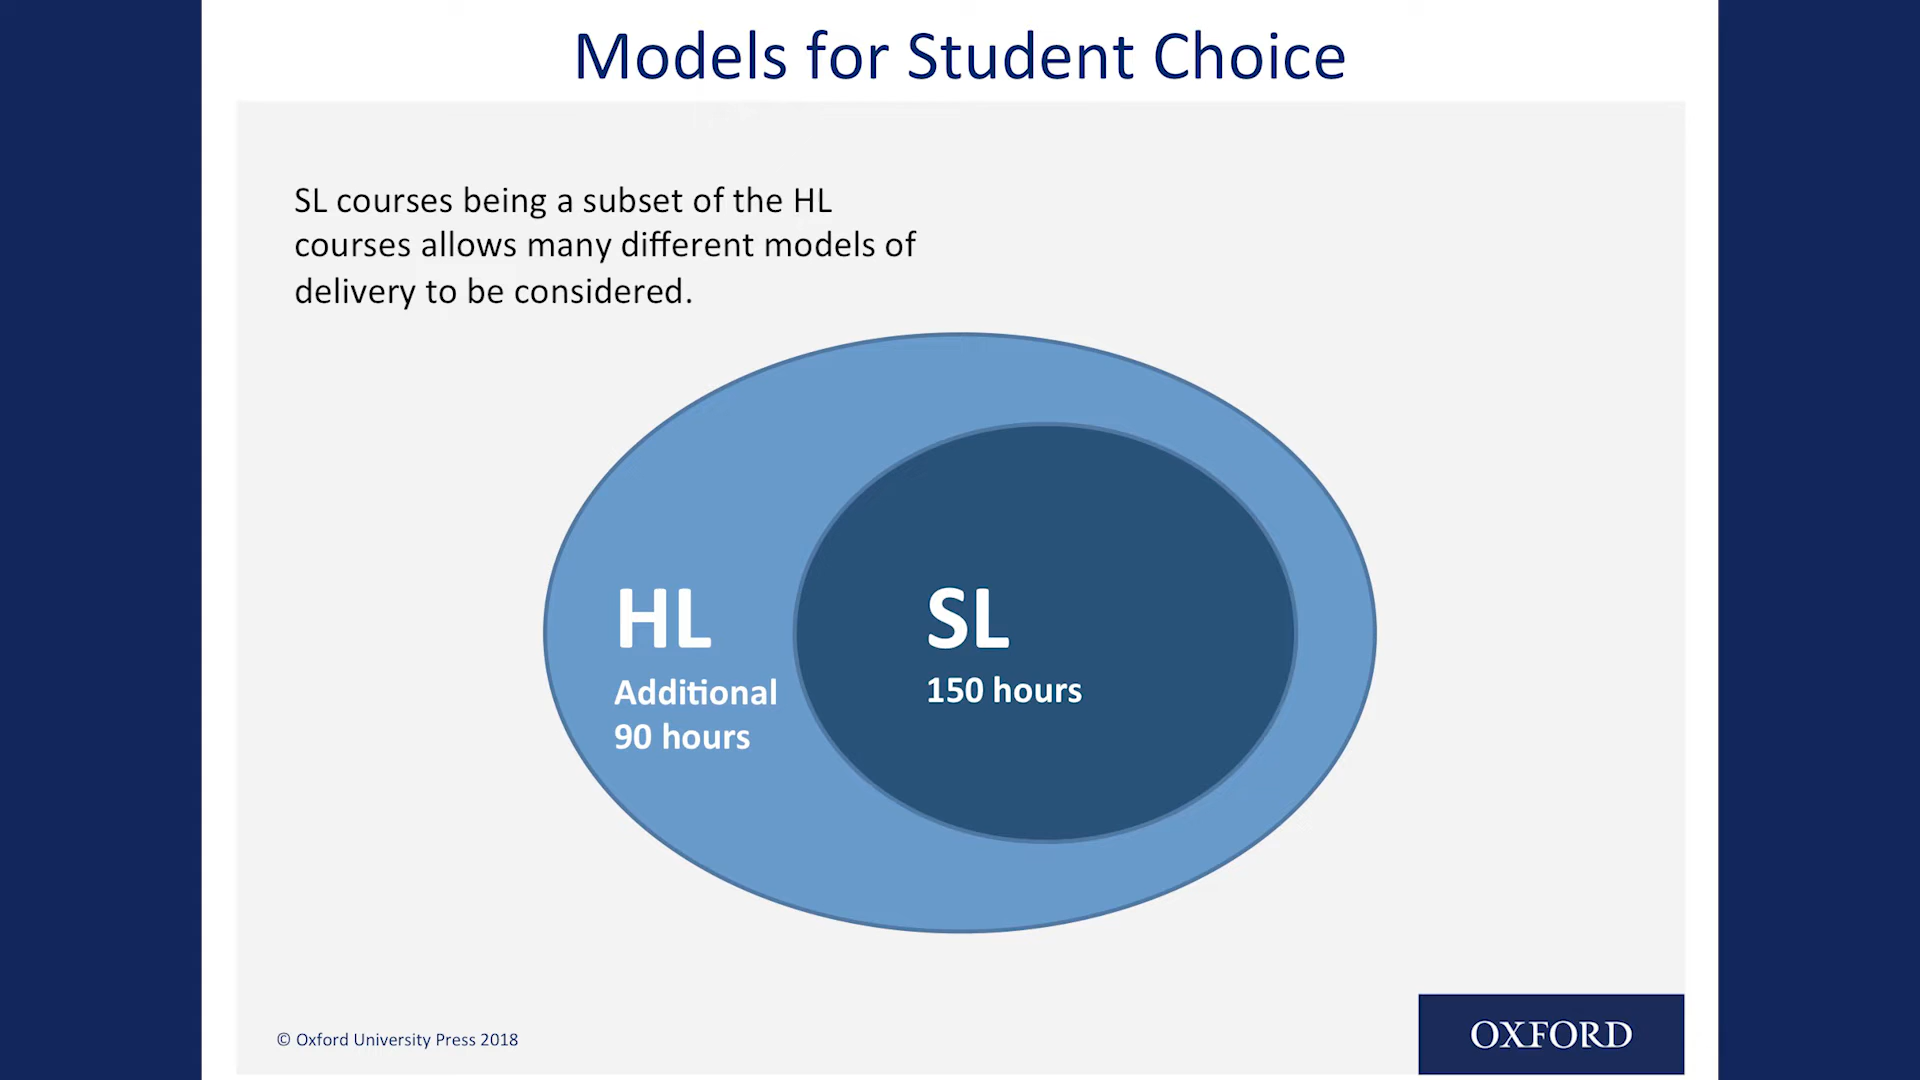 Models for Student Choice
SL courses being a subset of the HL
courses allows many different models of
delivery to be considered.
HL
Additional
90 hours
SL
150 hours
© Oxford University Press 2018
OXFORD